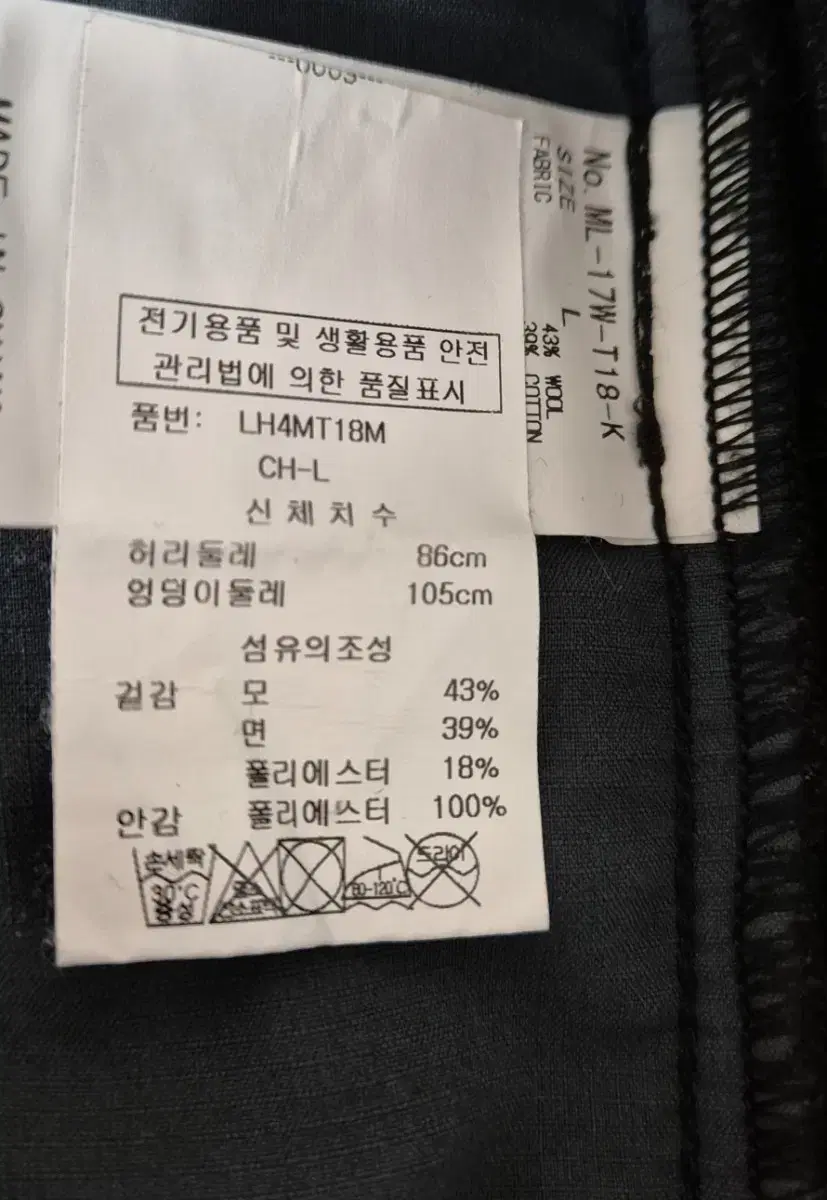 전기용품 및 생활용품 안전
관리법에 의한 품질표시
품번: LH4MT18M
CH-L
신 체 치 수
허리둘레 86cm
엉덩이둘레 105cm
섬유의조성
겉감 모 43%
면 39%
폴리에스터 18%
안감 폴리에스터 100%
손세탁
80-120°C
드라이
No. ML-17W-T18-K
SIZE L
FABRIC 43% WOOL
39% COTTON